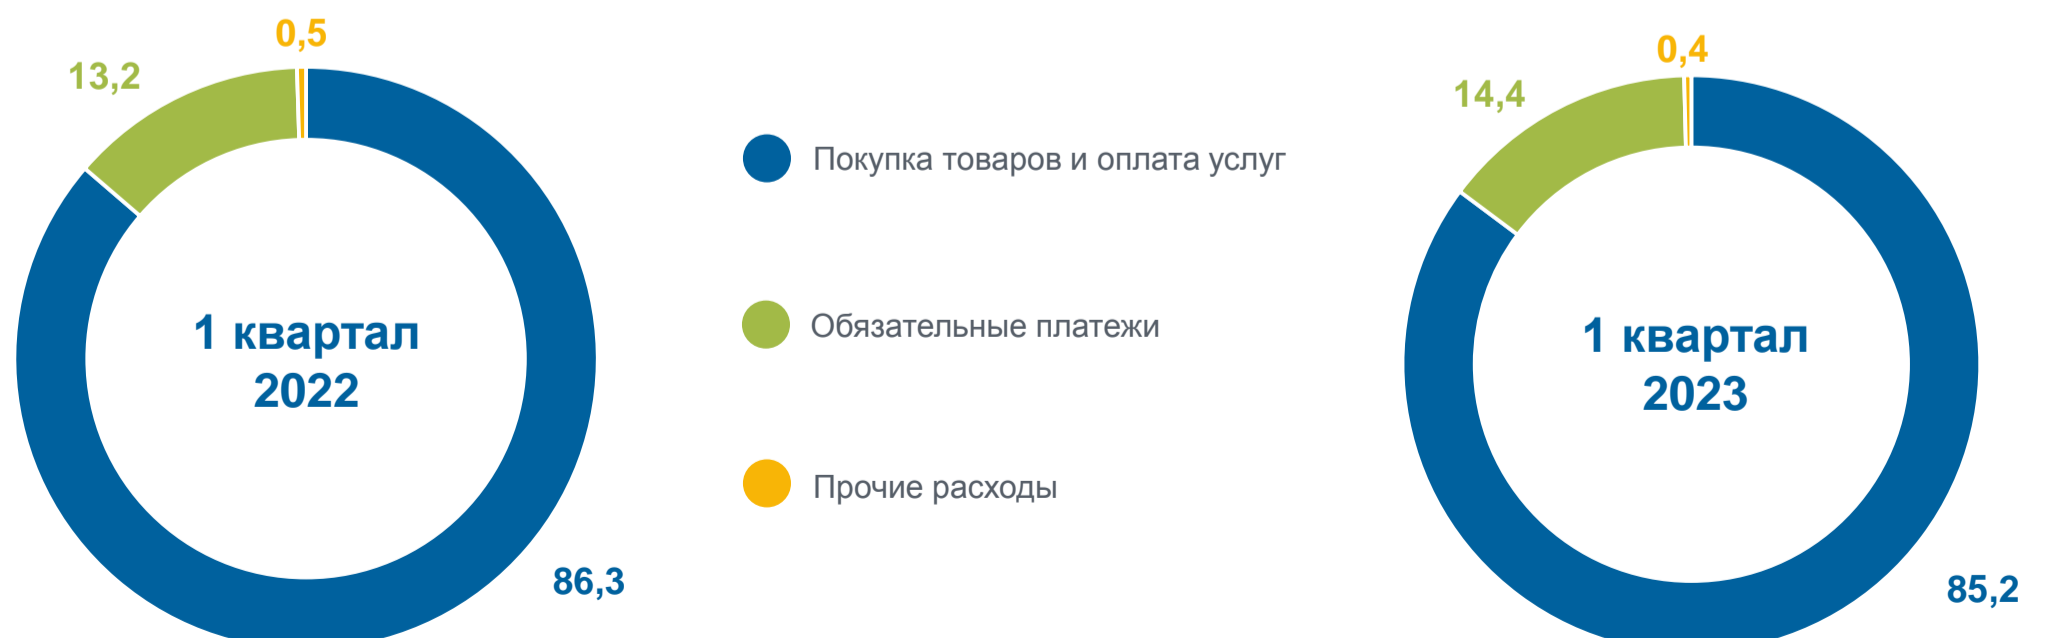 0,5
13,2
1 квартал
2022
86,3
Покупка товаров и оплата услуг
Обязательные платежи
Прочие расходы
0,4
14,4
1 квартал
2023
85,2